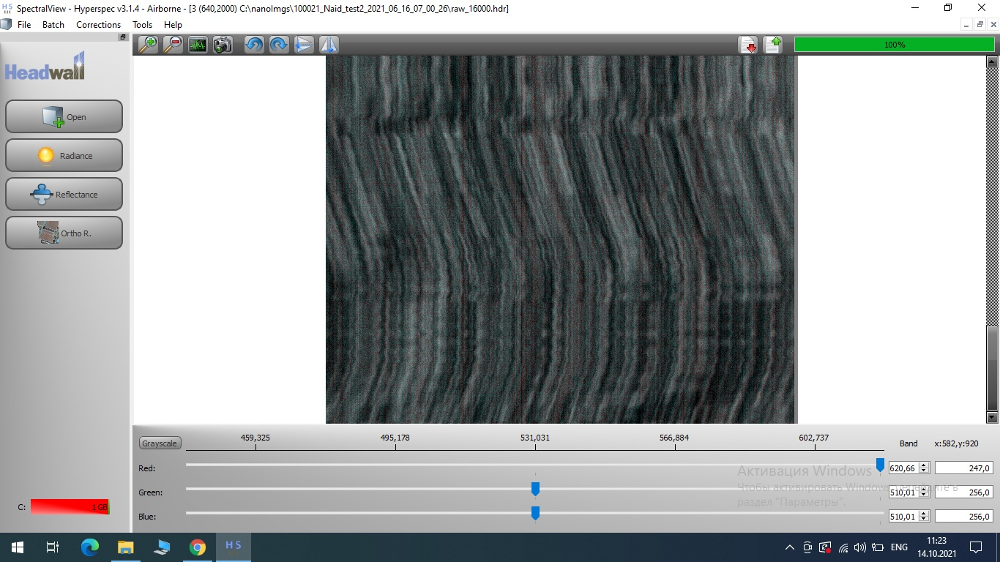 HS SpectralView - Hyperspec v3.1.4 - Airborne - [3 (640,2000) C:\nanoImgs\100021_Naid_test2_2021_06_16_07_00_26\raw_16000.hdr]
File Batch Corrections Tools Help
100%
Headwall
Open
Radiance
Reflectance
Ortho R.
459,325 495,178 531,031 566,884 602,737 Band x:582,y:920
Grayscale
Red: 620,66 247,0
Активация Windows
Чтобы активировать Windows, перейдите в
Green: 510,01 256,0
раздел "Параметры".
C: 1 GB
Blue: 510,01 256,0
HS ENG 11:23
14.10.2021